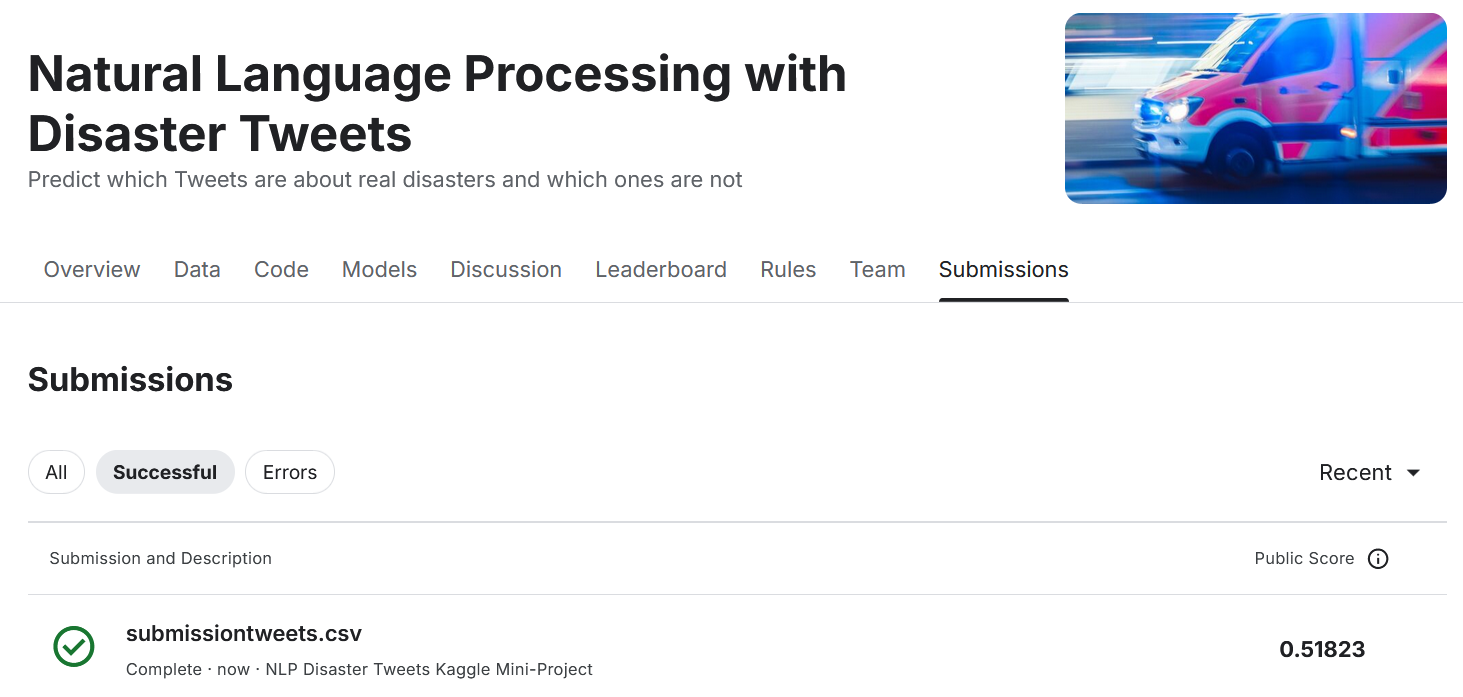 Natural Language Processing with
Disaster Tweets
Predict which Tweets are about real disasters and which ones are not
Overview Data Code Models Discussion Leaderboard Rules Team Submissions
Submissions
All Successful Errors Recent
Submission and Description Public Score
submissiontweets.csv
0.51823
Complete · now · NLP Disaster Tweets Kaggle Mini-Project